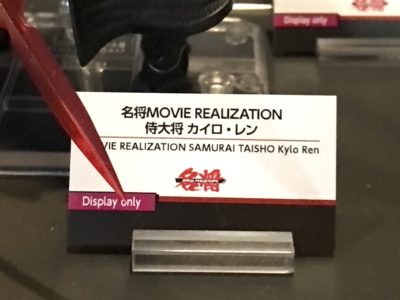 名将MOVIE REALIZATION
侍大将 カイロ・レン
VIE REALIZATION SAMURAI TAISHO Kylo Ren
名将
Display only
Display only